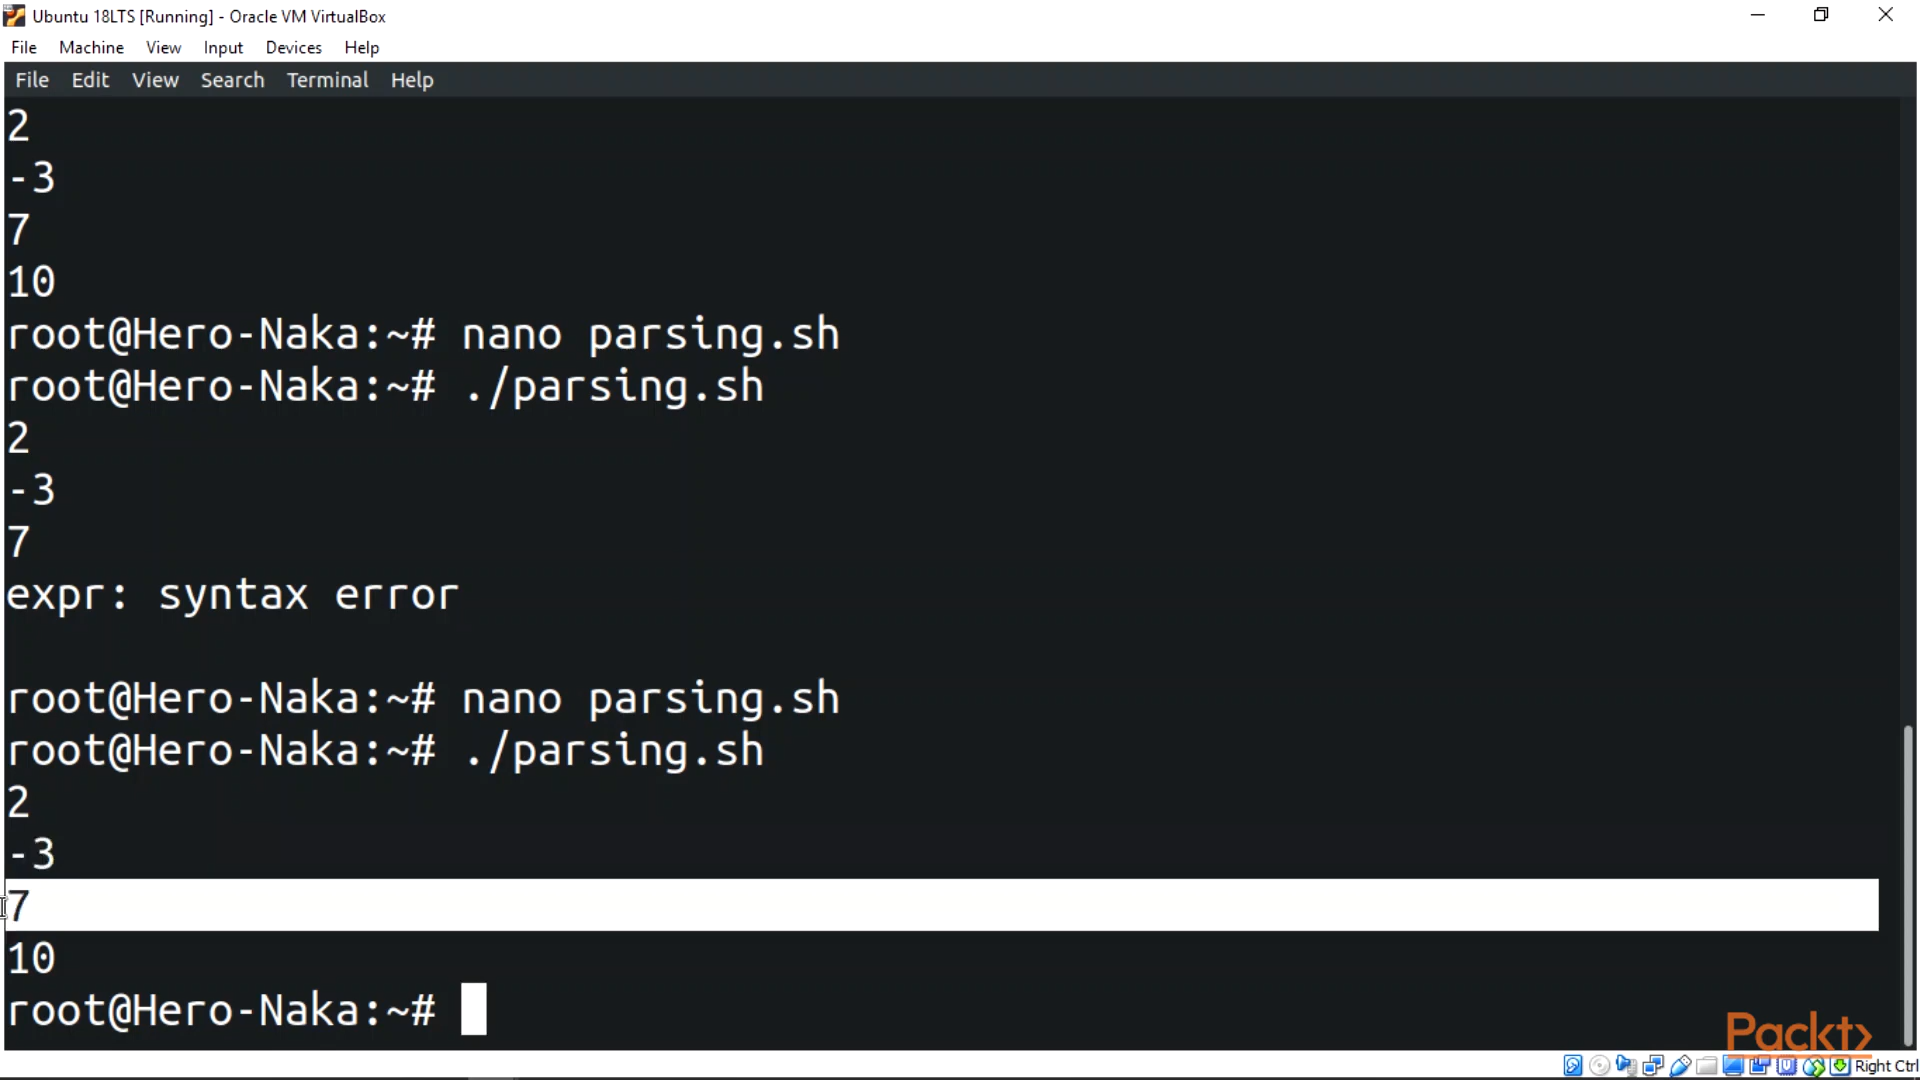 Ubuntu 18LTS [Running] - Oracle VM VirtualBox
File Machine View Input Devices Help
File Edit View Search Terminal Help
2
-3
7
10
root@Hero-Naka:~# nano parsing.sh
root@Hero-Naka:~# ./parsing.sh
2
-3
7
expr: syntax error
root@Hero-Naka:~# nano parsing.sh
root@Hero-Naka:~# ./parsing.sh
2
-3
7
10
root@Hero-Naka:~#
Packt>
Right Ctrl